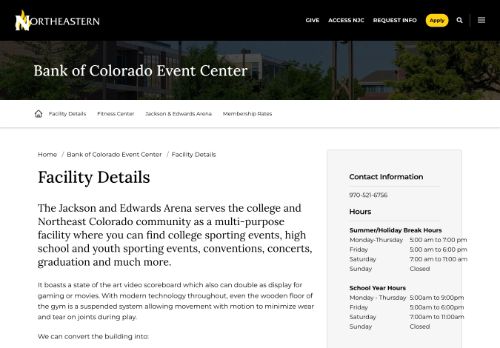 NORTHEASTERN
GIVE ACCESS NJC REQUEST INFO Apply
Bank of Colorado Event Center
Facility Details Fitness Center Jackson & Edwards Arena Membership Rates
Home / Bank of Colorado Event Center / Facility Details
Facility Details
The Jackson and Edwards Arena serves the college and
Northeast Colorado community as a multi-purpose
facility where you can find college sporting events, high
school and youth sporting events, conventions, concerts,
graduation and much more.
It boasts a state of the art video scoreboard which also can double as display for
gaming or movies. With modern technology throughout, even the wooden floor of
the gym is a suspended system allowing movement with motion to minimize wear
and tear on joints during play.
We can convert the building into:
Contact Information
970-521-6756
Hours
Summer/Holiday Break Hours
Monday-Thursday 5:00 am to 7:00 pm
Friday 5:00 am to 6:00 pm
Saturday 7:00 am to 11:00 am
Sunday Closed
School Year Hours
Monday - Thursday 5:00am to 9:00pm
Friday 5:00am to 6:00pm
Saturday 7:00am to 11:00am
Sunday Closed